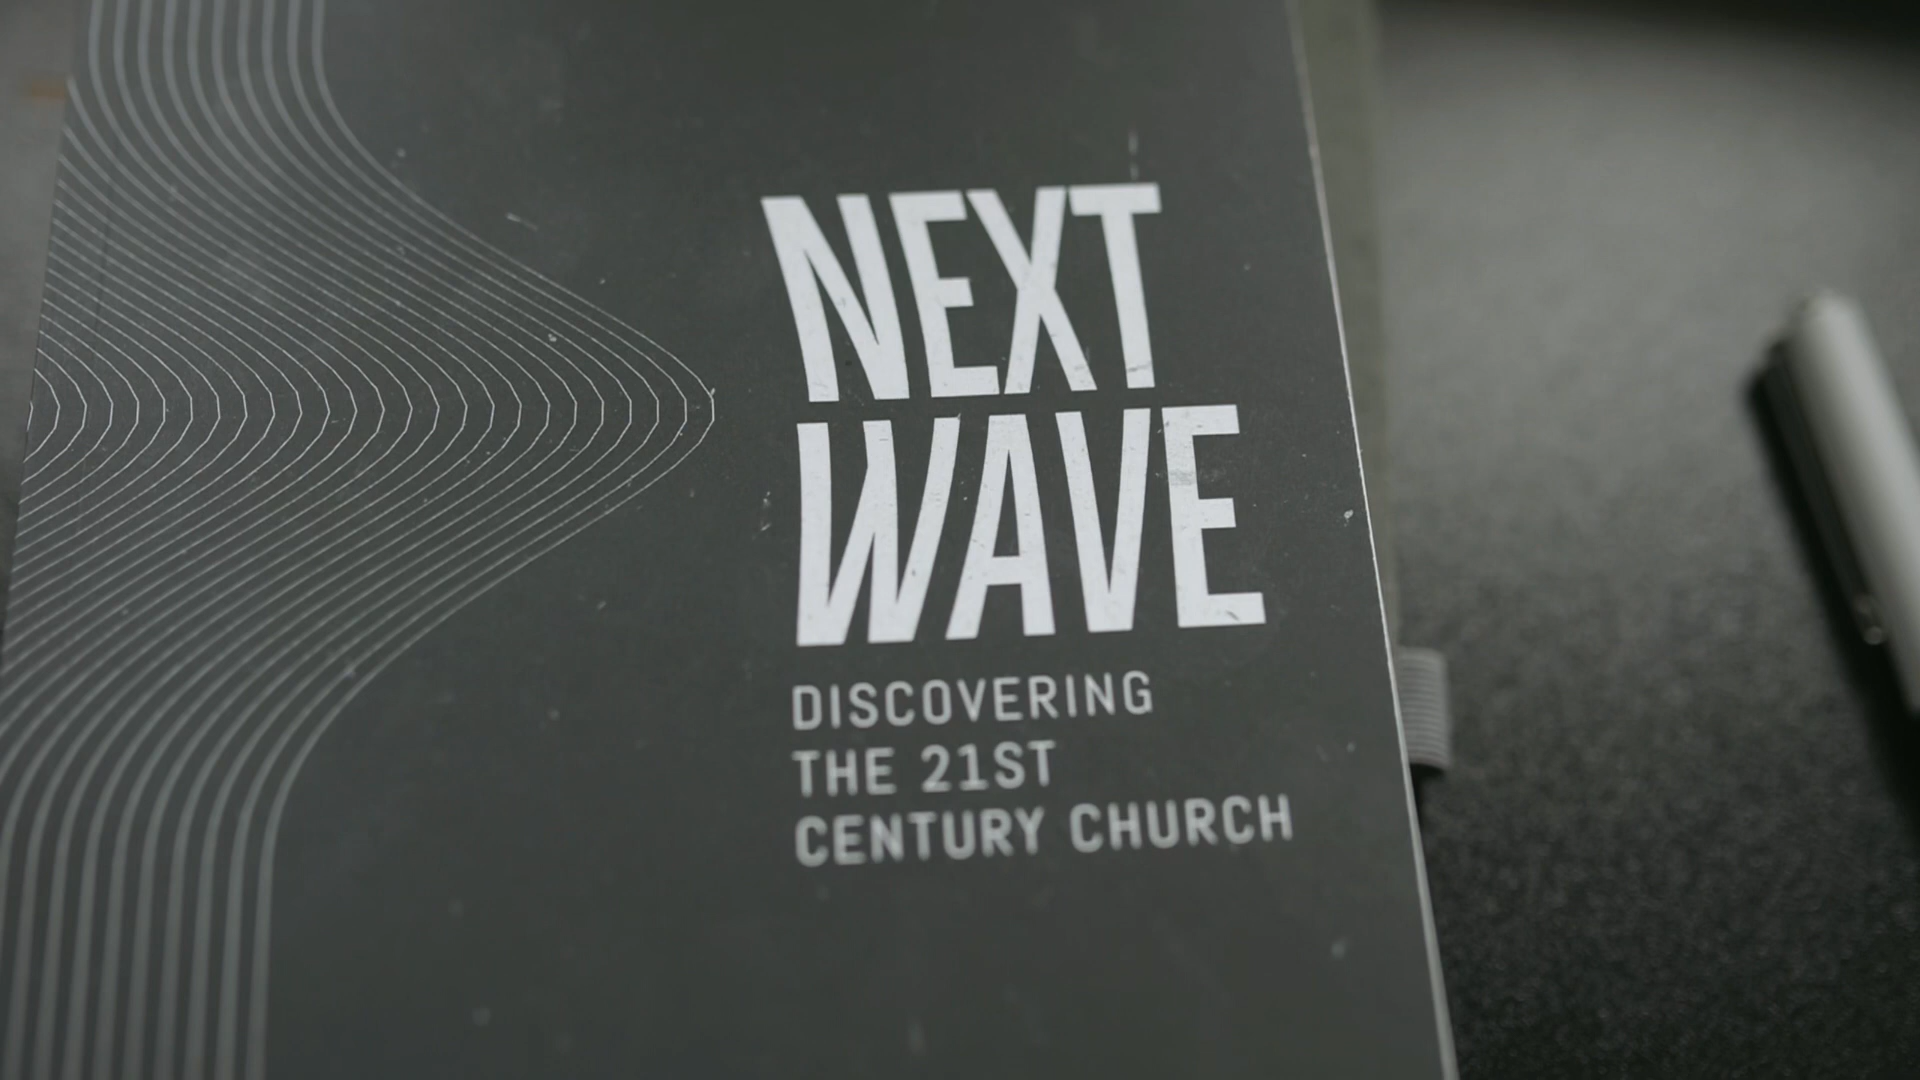 NEXT
WAVE
DISCOVERING
THE 21ST
CENTURY CHURCH